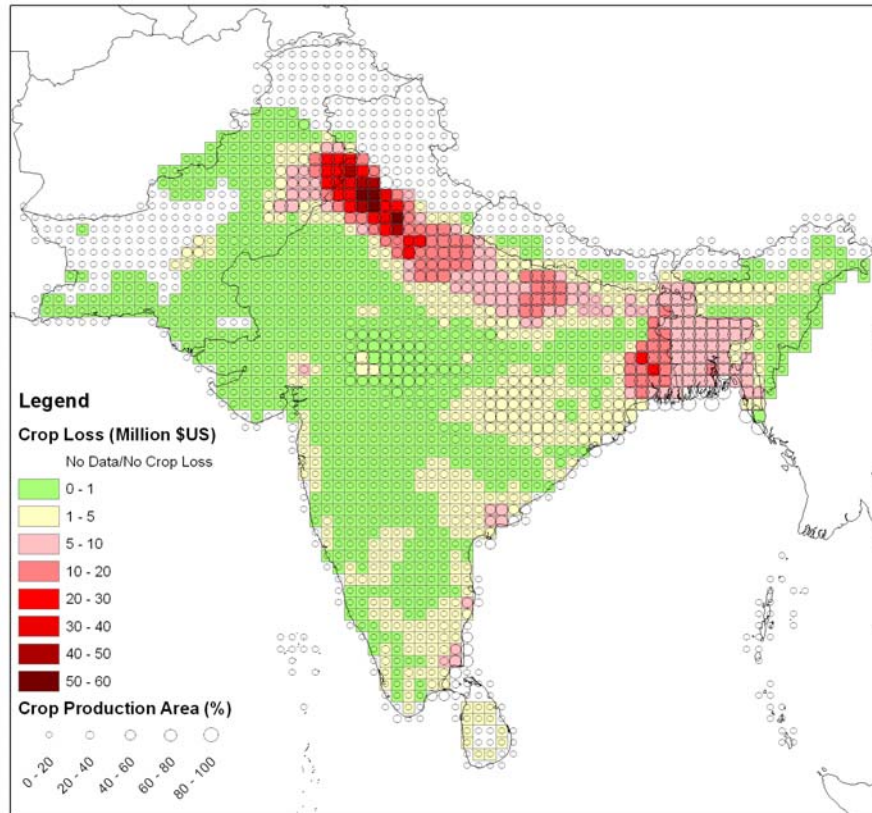 Legend
Crop Loss (Million $US)
No Data/No Crop Loss
0 - 1
1 - 5
5 - 10
10 - 20
20 - 30
30 - 40
40 - 50
50 - 60
Crop Production Area (%)
0 - 20
20 - 40
40 - 60
60 - 80
80 - 100